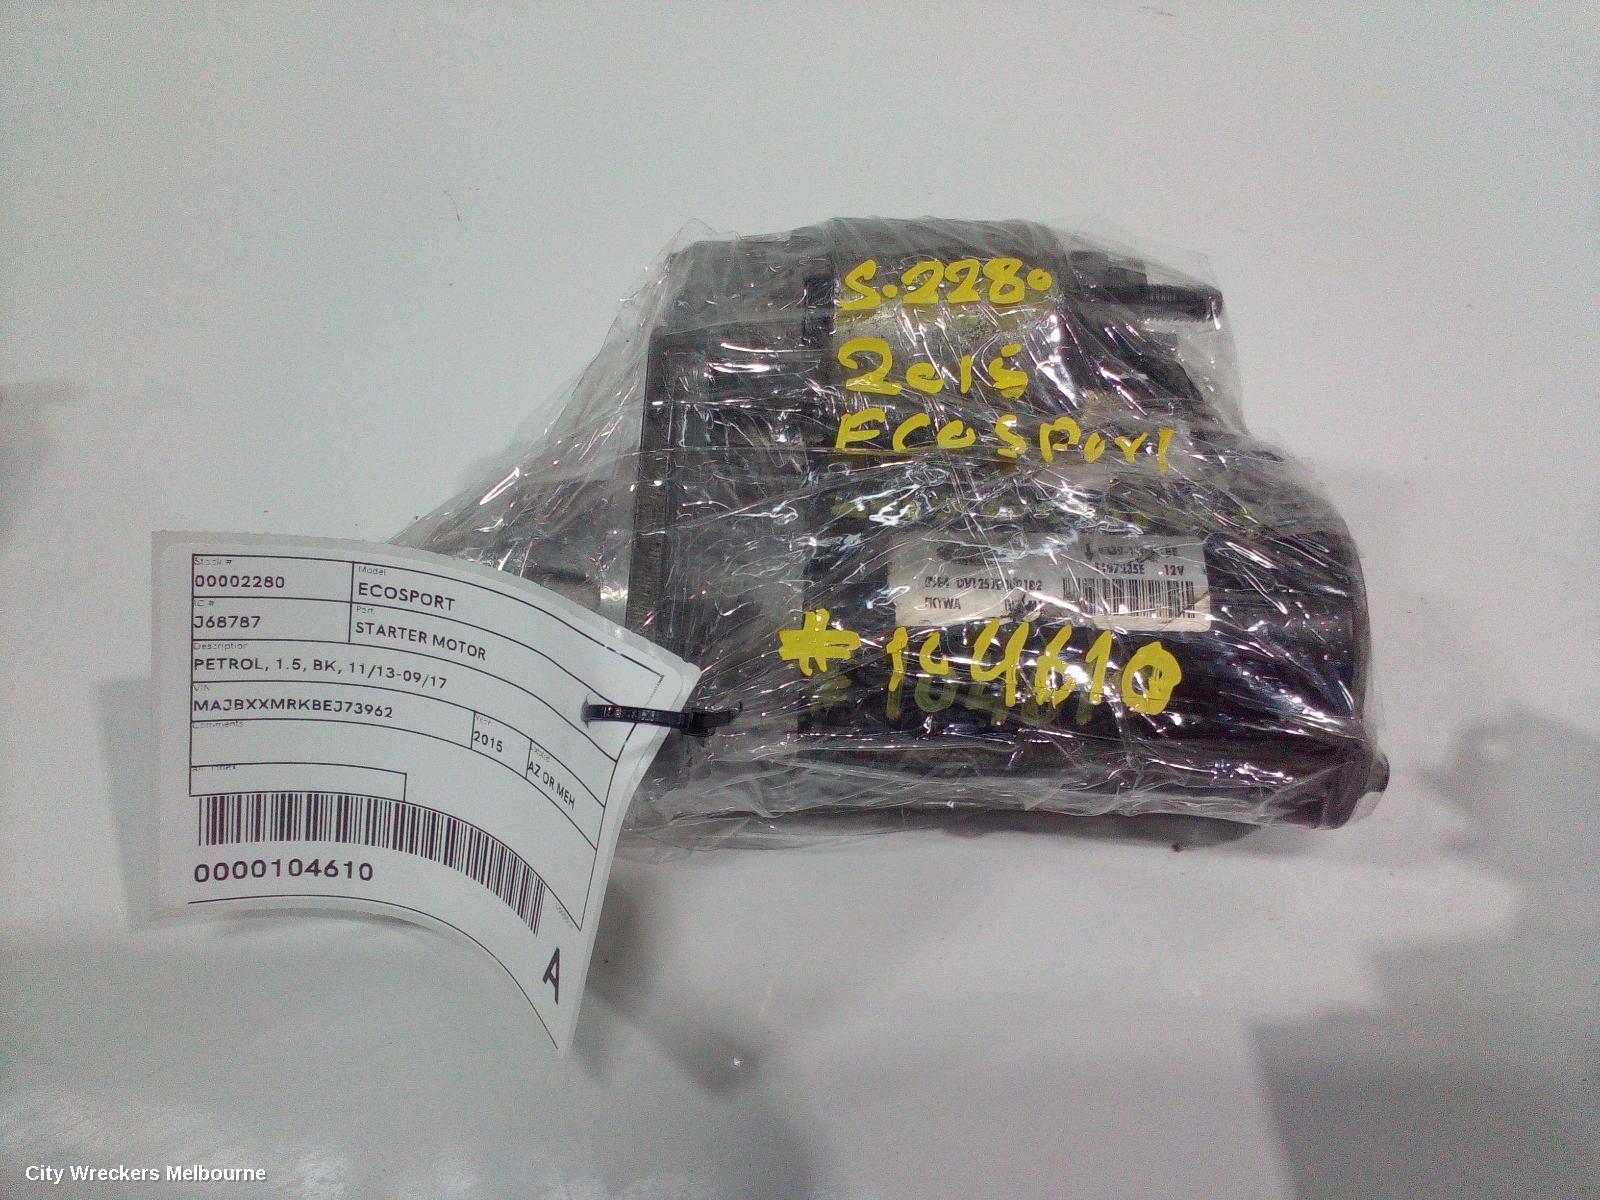 S.2280
2015
ECOSPORT
12V
FKYWA
# 104610
Stock #
00002280
Model
ECOSPORT
IC #
J68787
Part
STARTER MOTOR
Description
PETROL, 1.5, BK, 11/13-09/17
VIN
MAJBXXMRKBEJ73962
Comments
Year
2015
AZ OR MEH
0000104610
A
City Wreckers Melbourne